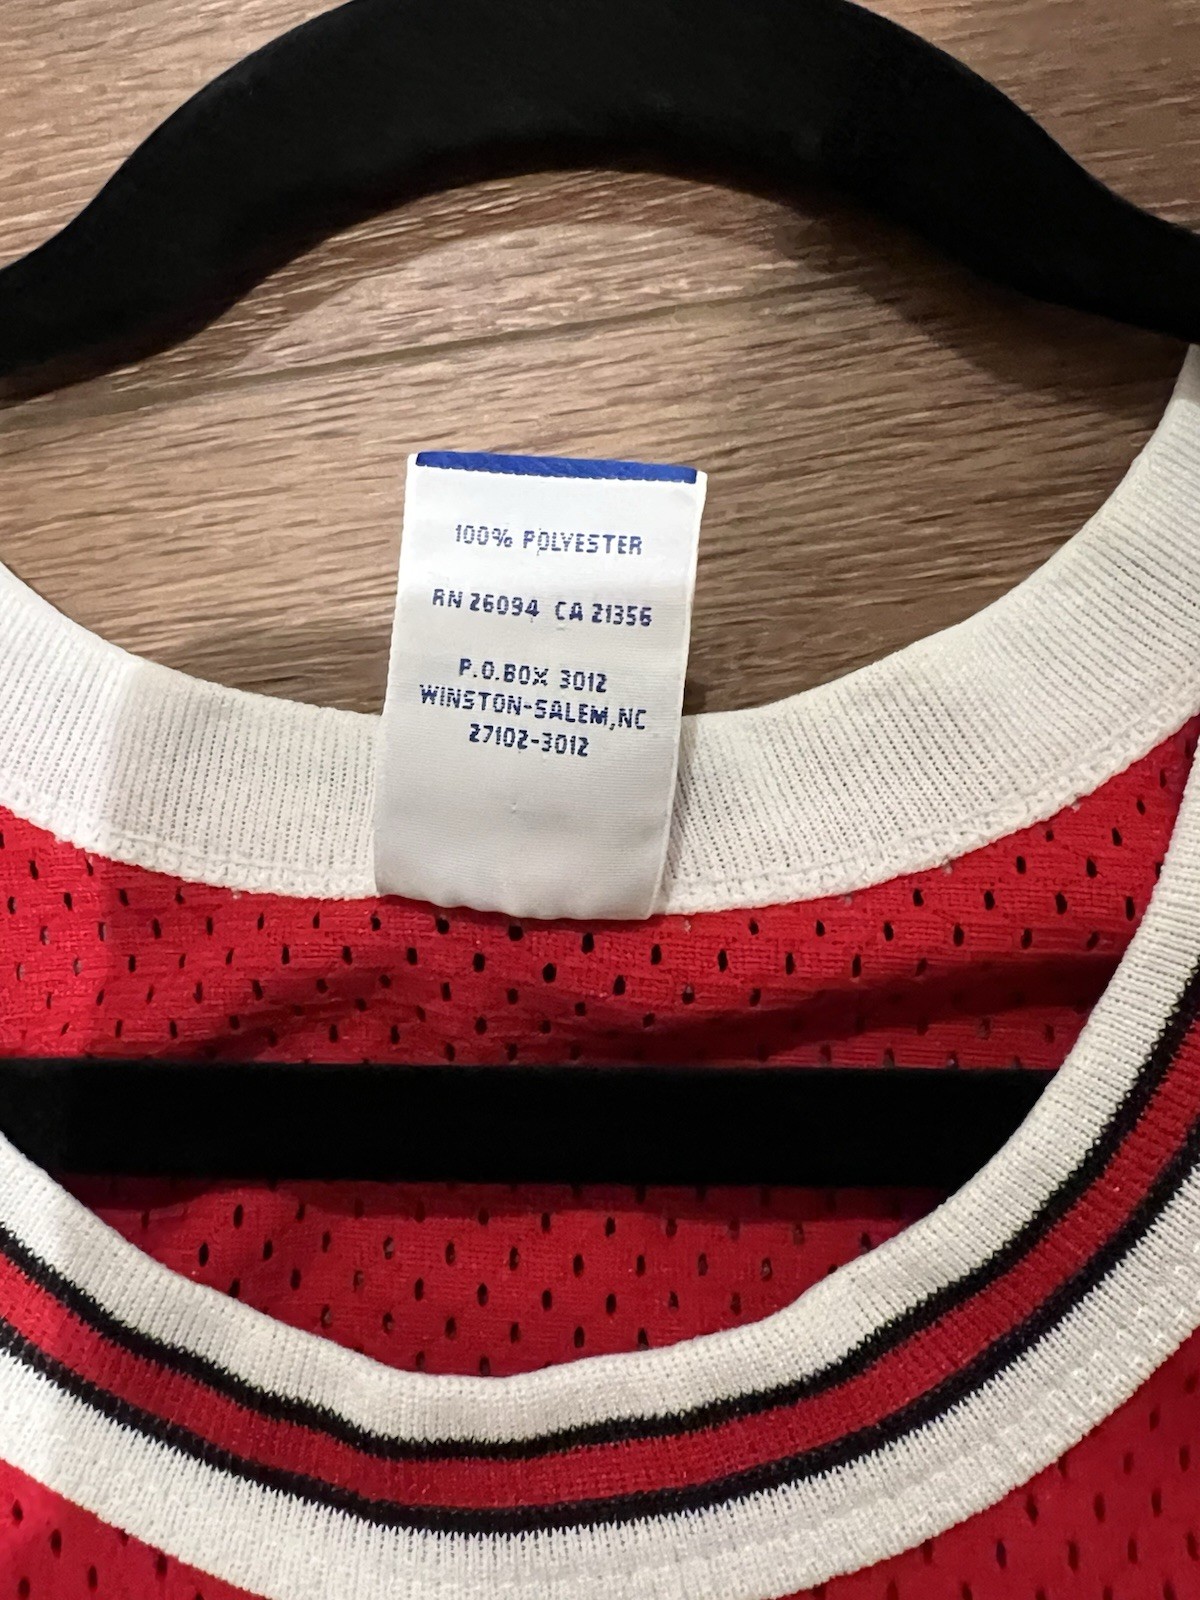 100% POLYESTER
RN 26094 CA 21356
P.O.BOX 3012
WINSTON-SALEM,NC
27102-3012